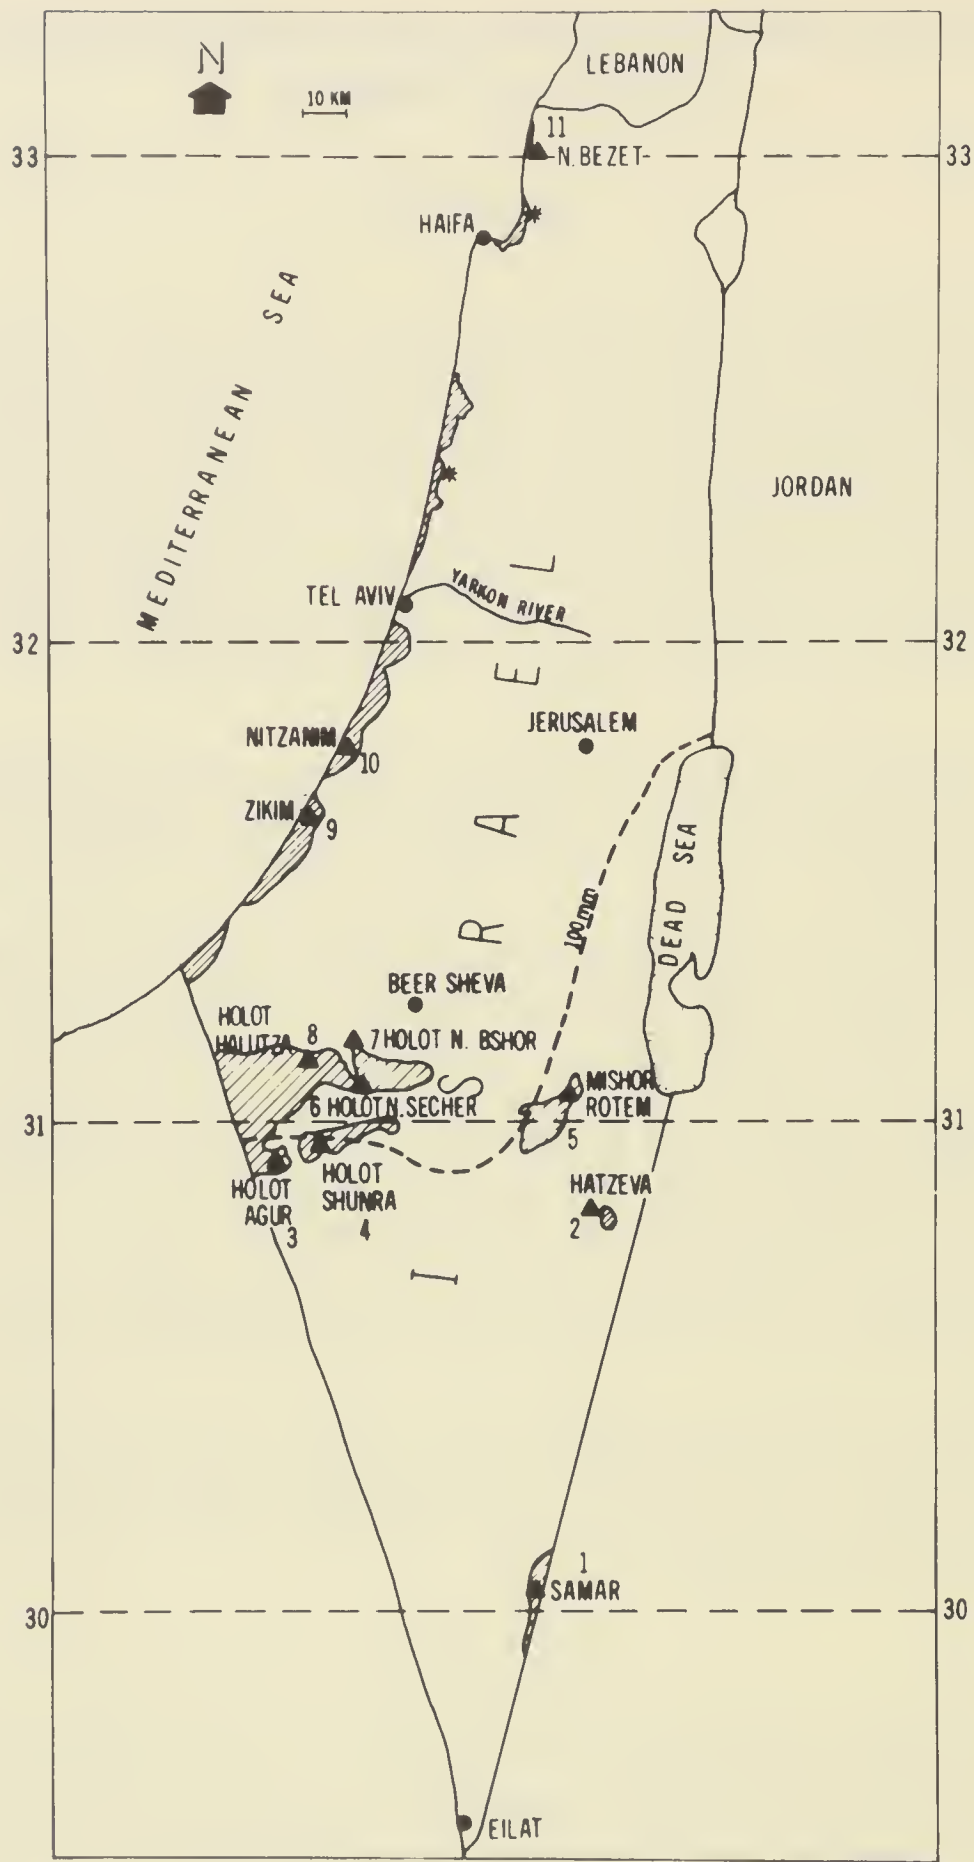 N
10 KM
LEBANON
11
33
N. BEZET
33
HAIFA
MEDITERRANEAN SEA
JORDAN
TEL AVIV
YARKON RIVER
32
32
ISRAEL
NITZANIM
10
JERUSALEM
ZIKIM
9
DEAD SEA
100mm
BEER SHEVA
HOLOT
HALUTZA
8
7 HOLOT N. BSHOR
6 HOLOT N. SECHER
MISHOR
ROTEM
5
31
31
HOLOT
AGUR
3
HOLOT
SHUNRA
4
HATZEVA
2
1
SAMAR
30
30
EILAT